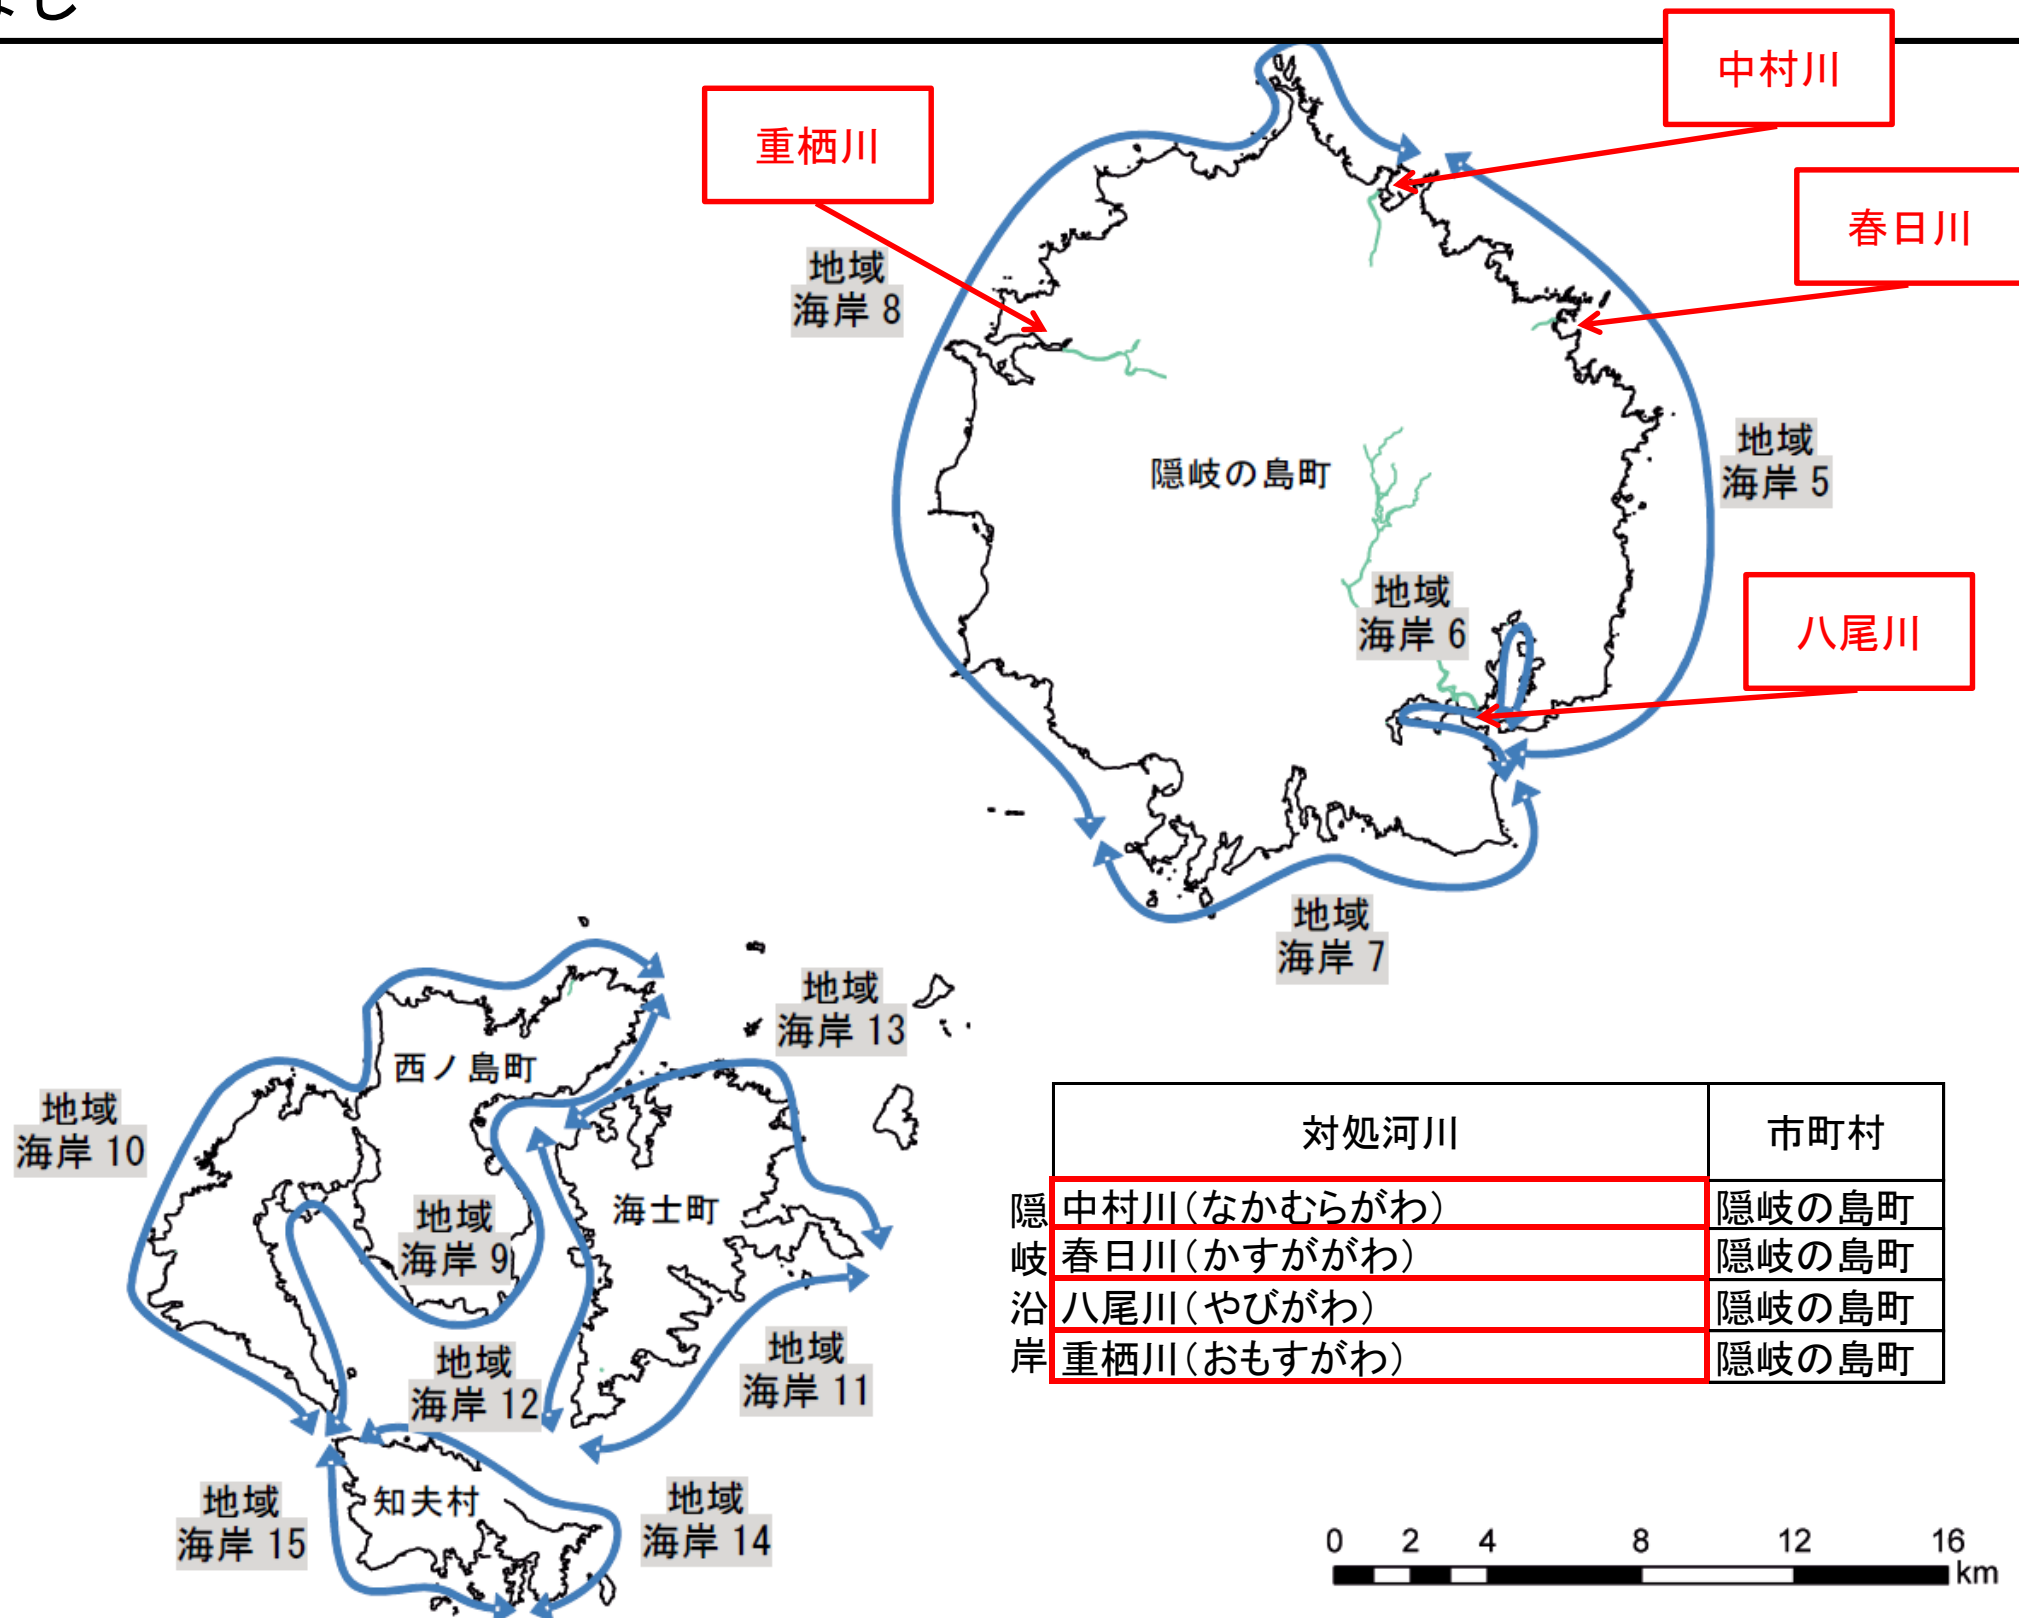 なし
中村川
重栖川
春日川
地域
海岸 8
地域
海岸 5
隠岐の島町
地域
海岸 6
八尾川
地域
海岸 7
地域
海岸 13
西ノ島町
地域
海岸 10
海士町
地域
海岸 9
地域
海岸 12
地域
海岸 11
知夫村
地域
海岸 15
地域
海岸 14
対処河川 市町村
隠岐沿岸
中村川（なかむらがわ） 隠岐の島町
春日川（かすががわ） 隠岐の島町
八尾川（やびがわ） 隠岐の島町
重栖川（おもすがわ） 隠岐の島町
0 2 4 8 12 16
km